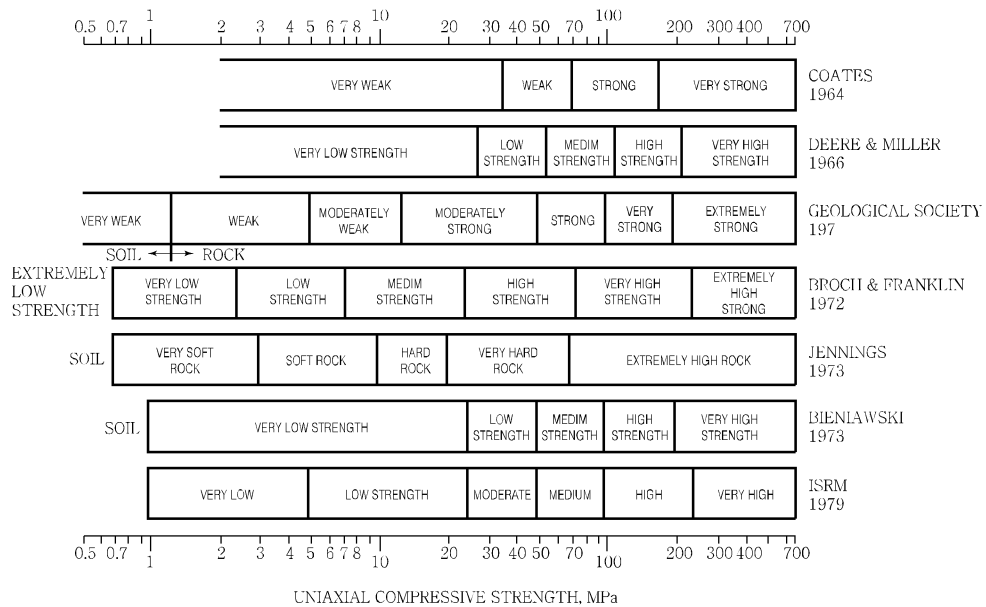 1 10 100
0.5 0.7 2 3 4 5 6 7 8 20 30 40 50 70 200 300 400 700
VERY WEAK WEAK STRONG VERY STRONG COATES
1964
VERY LOW STRENGTH LOW STRENGTH MEDIM STRENGTH HIGH STRENGTH VERY HIGH STRENGTH DEERE & MILLER
1966
VERY WEAK WEAK MODERATELY WEAK MODERATELY STRONG STRONG VERY STRONG EXTREMELY STRONG GEOLOGICAL SOCIETY
197
SOIL ROCK
EXTREMELY
LOW
STRENGTH
VERY LOW STRENGTH LOW STRENGTH MEDIM STRENGTH HIGH STRENGTH VERY HIGH STRENGTH EXTREMELY HIGH STRONG BROCH & FRANKLIN
1972
SOIL VERY SOFT ROCK SOFT ROCK HARD ROCK VERY HARD ROCK EXTREMELY HIGH ROCK JENNINGS
1973
SOIL VERY LOW STRENGTH LOW STRENGTH MEDIM STRENGTH HIGH STRENGTH VERY HIGH STRENGTH BIENIAWSKI
1973
VERY LOW LOW STRENGTH MODERATE MEDIUM HIGH VERY HIGH ISRM
1979
0.5 0.7 2 3 4 5 6 7 8 20 30 40 50 70 200 300 400 700
1 10 100
UNIAXIAL COMPRESSIVE STRENGTH, MPa